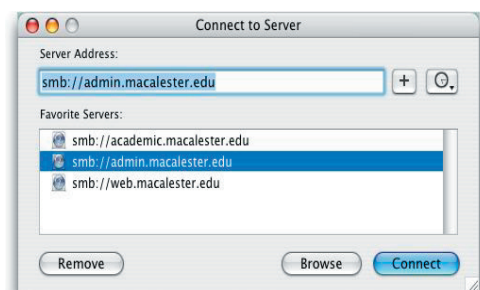 Connect to Server
Server Address:
smb://admin.macalester.edu
+
Favorite Servers:
smb://academic.macalester.edu
smb://admin.macalester.edu
smb://web.macalester.edu
Remove Browse Connect